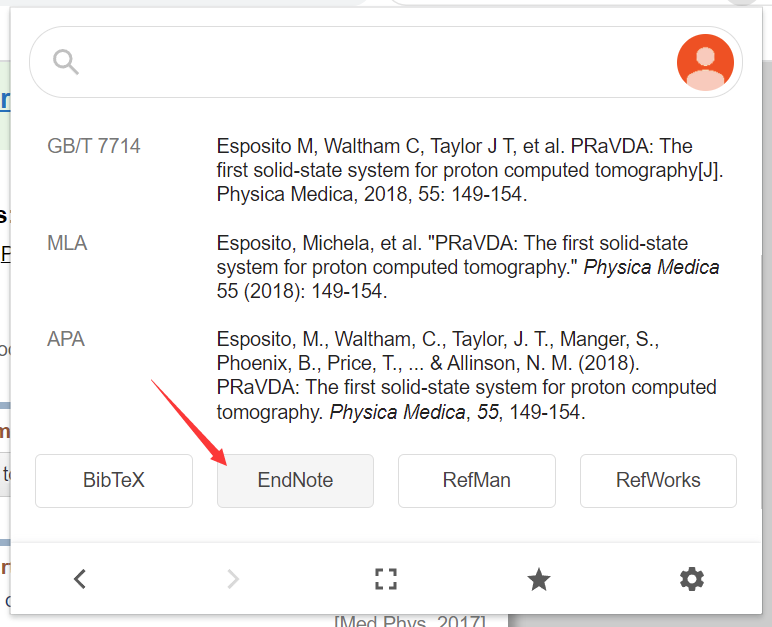 GB/T 7714
Esposito M, Waltham C, Taylor J T, et al. PRaVDA: The
first solid-state system for proton computed tomography[J].
Physica Medica, 2018, 55: 149-154.
MLA
Esposito, Michela, et al. "PRaVDA: The first solid-state
system for proton computed tomography." Physica Medica
55 (2018): 149-154.
APA
Esposito, M., Waltham, C., Taylor, J. T., Manger, S.,
Phoenix, B., Price, T., ... & Allinson, N. M. (2018).
PRaVDA: The first solid-state system for proton computed
tomography. Physica Medica, 55, 149-154.
BibTeX EndNote RefMan RefWorks
[Med Phys. 2017]